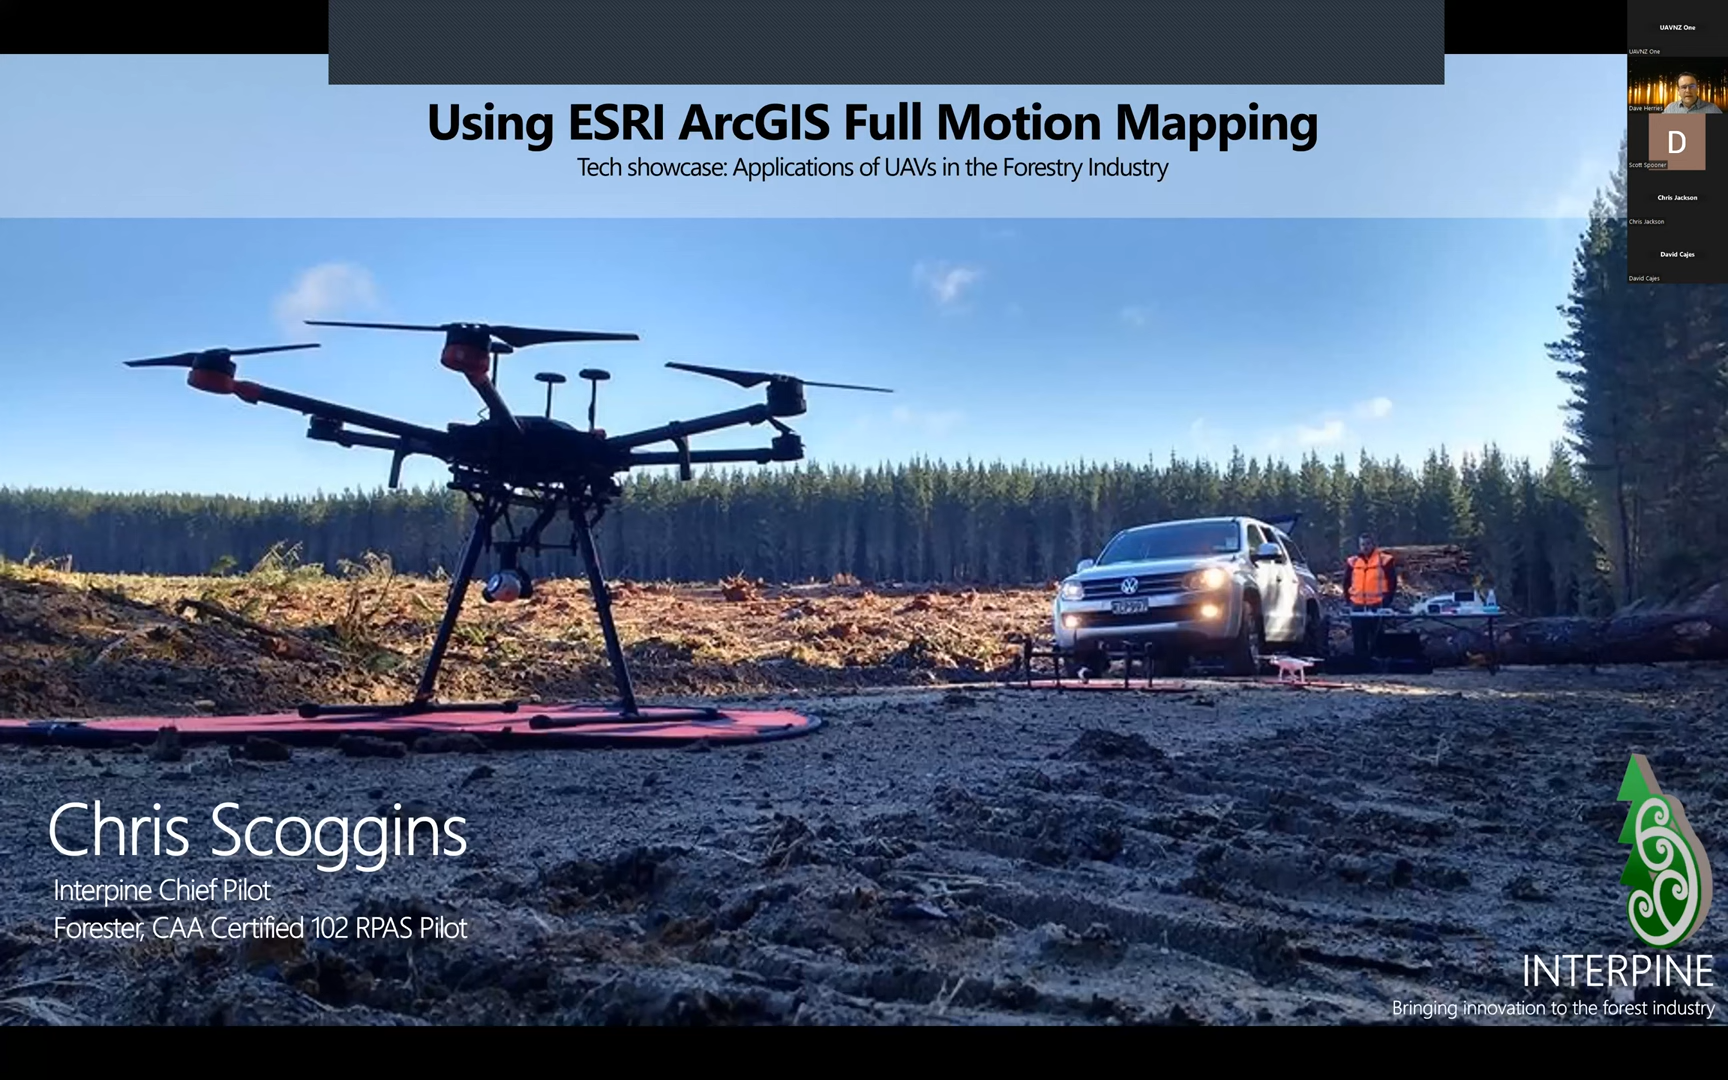 Using ESRI ArcGIS Full Motion Mapping
Tech showcase: Applications of UAVs in the Forestry Industry
UAVNZ One
UAVNZ One
Dave Herries
D
Scott Spooner
Chris Jackson
Chris Jackson
David Cajes
David Cajes
Chris Scoggins
Interpine Chief Pilot
Forester, CAA Certified 102 RPAS Pilot
INTERPINE
Bringing innovation to the forest industry